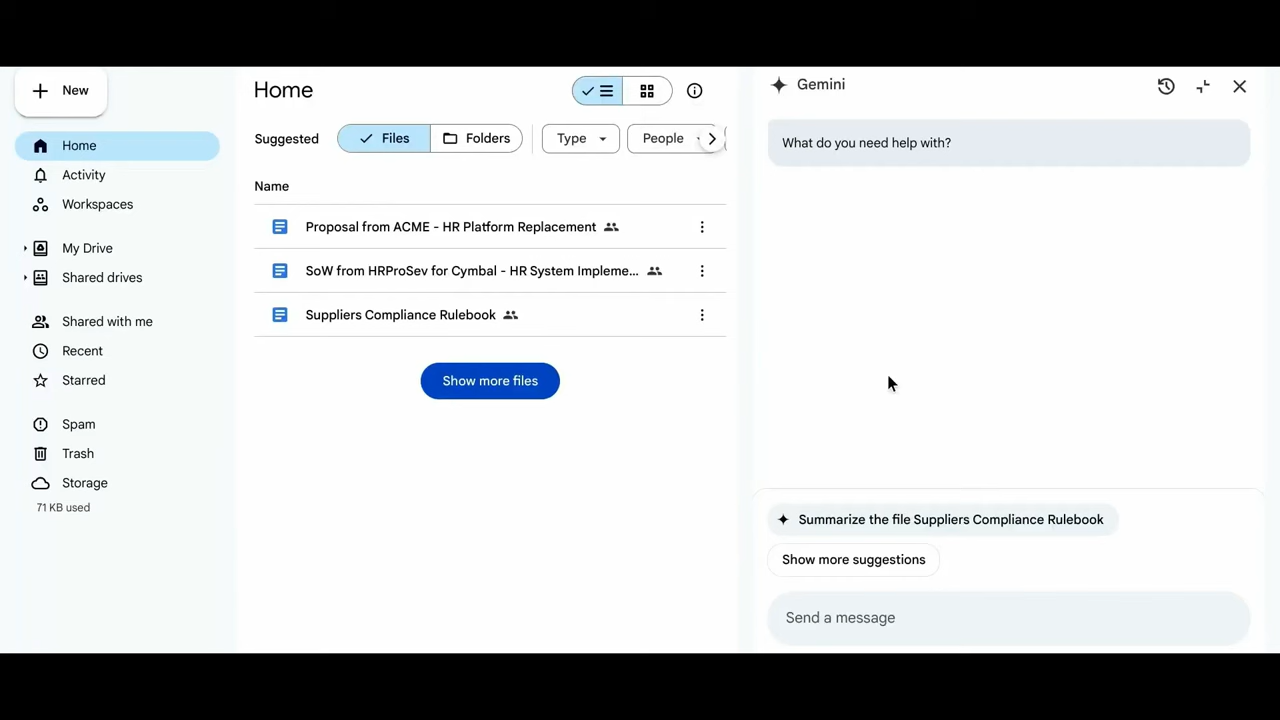 New
Home
Activity
Workspaces
My Drive
Shared drives
Shared with me
Recent
Starred
Spam
Trash
Storage
71 KB used
Home
Suggested
Files
Folders
Type
People
Name
Proposal from ACME - HR Platform Replacement
SoW from HRProSev for Cymbal - HR System Impleme...
Suppliers Compliance Rulebook
Show more files
Gemini
What do you need help with?
Summarize the file Suppliers Compliance Rulebook
Show more suggestions
Send a message